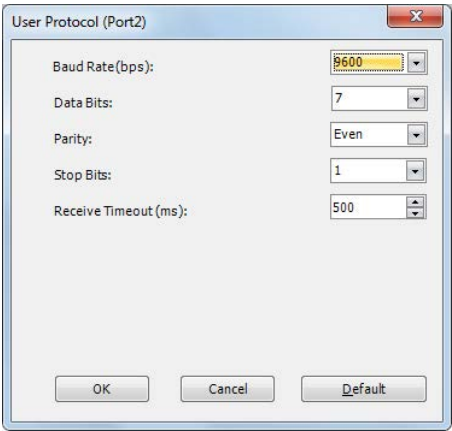 User Protocol (Port2)
Baud Rate(bps): 9600
Data Bits: 7
Parity: Even
Stop Bits: 1
Receive Timeout (ms): 500
OK Cancel Default